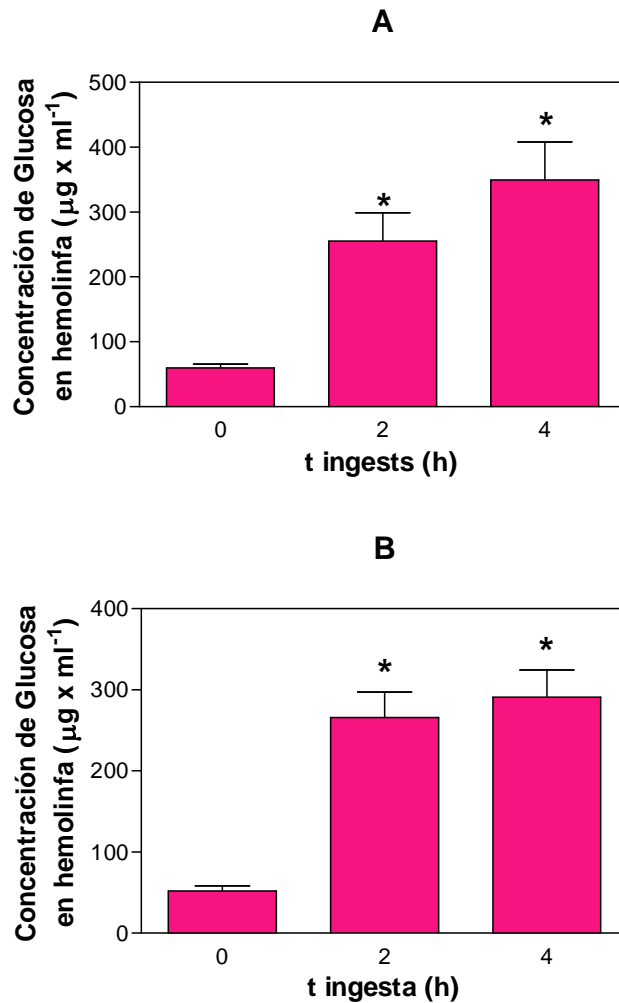 A
Concentración de Glucosa
en hemolinfa (µg x ml⁻¹)
500
400
300
200
100
0
*
*
0 2 4
t ingests (h)
B
Concentración de Glucosa
en hemolinfa (µg x ml⁻¹)
400
300
200
100
0
*
*
0 2 4
t ingesta (h)